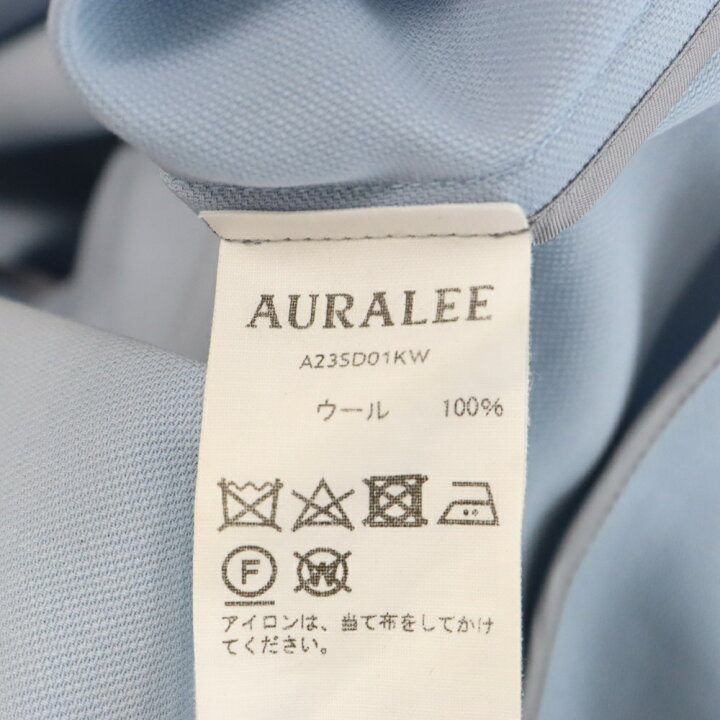 AURALEE
A23SD01KW
ウール 100%
F W
アイロンは、当て布をしてかけ
てください。